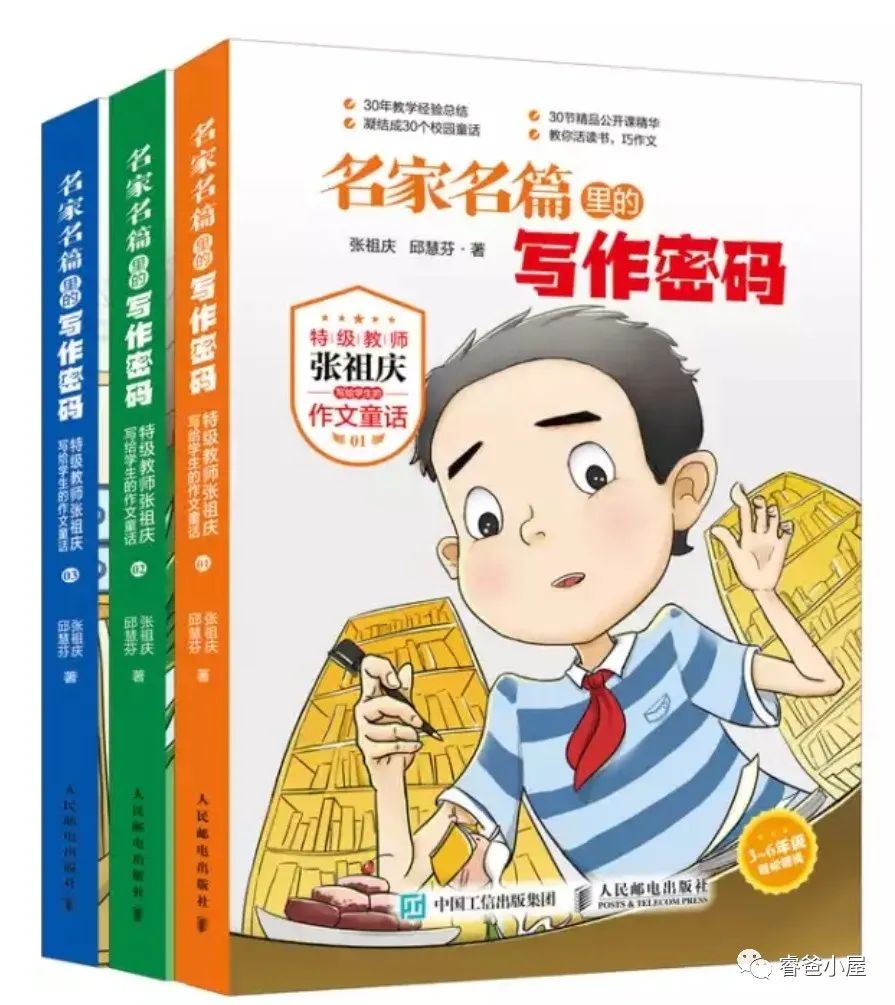 30年教学经验总结
凝结成30个校园童话
30节精品公开课精华
教你活读书，巧作文
名家名篇里的
写作密码
张祖庆 邱慧芬·著
特级教师
张祖庆
写给学生的
作文童话
01
3~6年级
中国工信出版集团
人民邮电出版社
POSTS & TELECOM PRESS
名家名篇里的写作密码
特级教师张祖庆
写给学生的作文童话
01
张祖庆
邱慧芬
著
人民邮电出版社
名家名篇里的写作密码
特级教师张祖庆
写给学生的作文童话
02
张祖庆
邱慧芬
著
人民邮电出版社
名家名篇里的写作密码
特级教师张祖庆
写给学生的作文童话
03
张祖庆
邱慧芬
著
人民邮电出版社
睿爸小屋